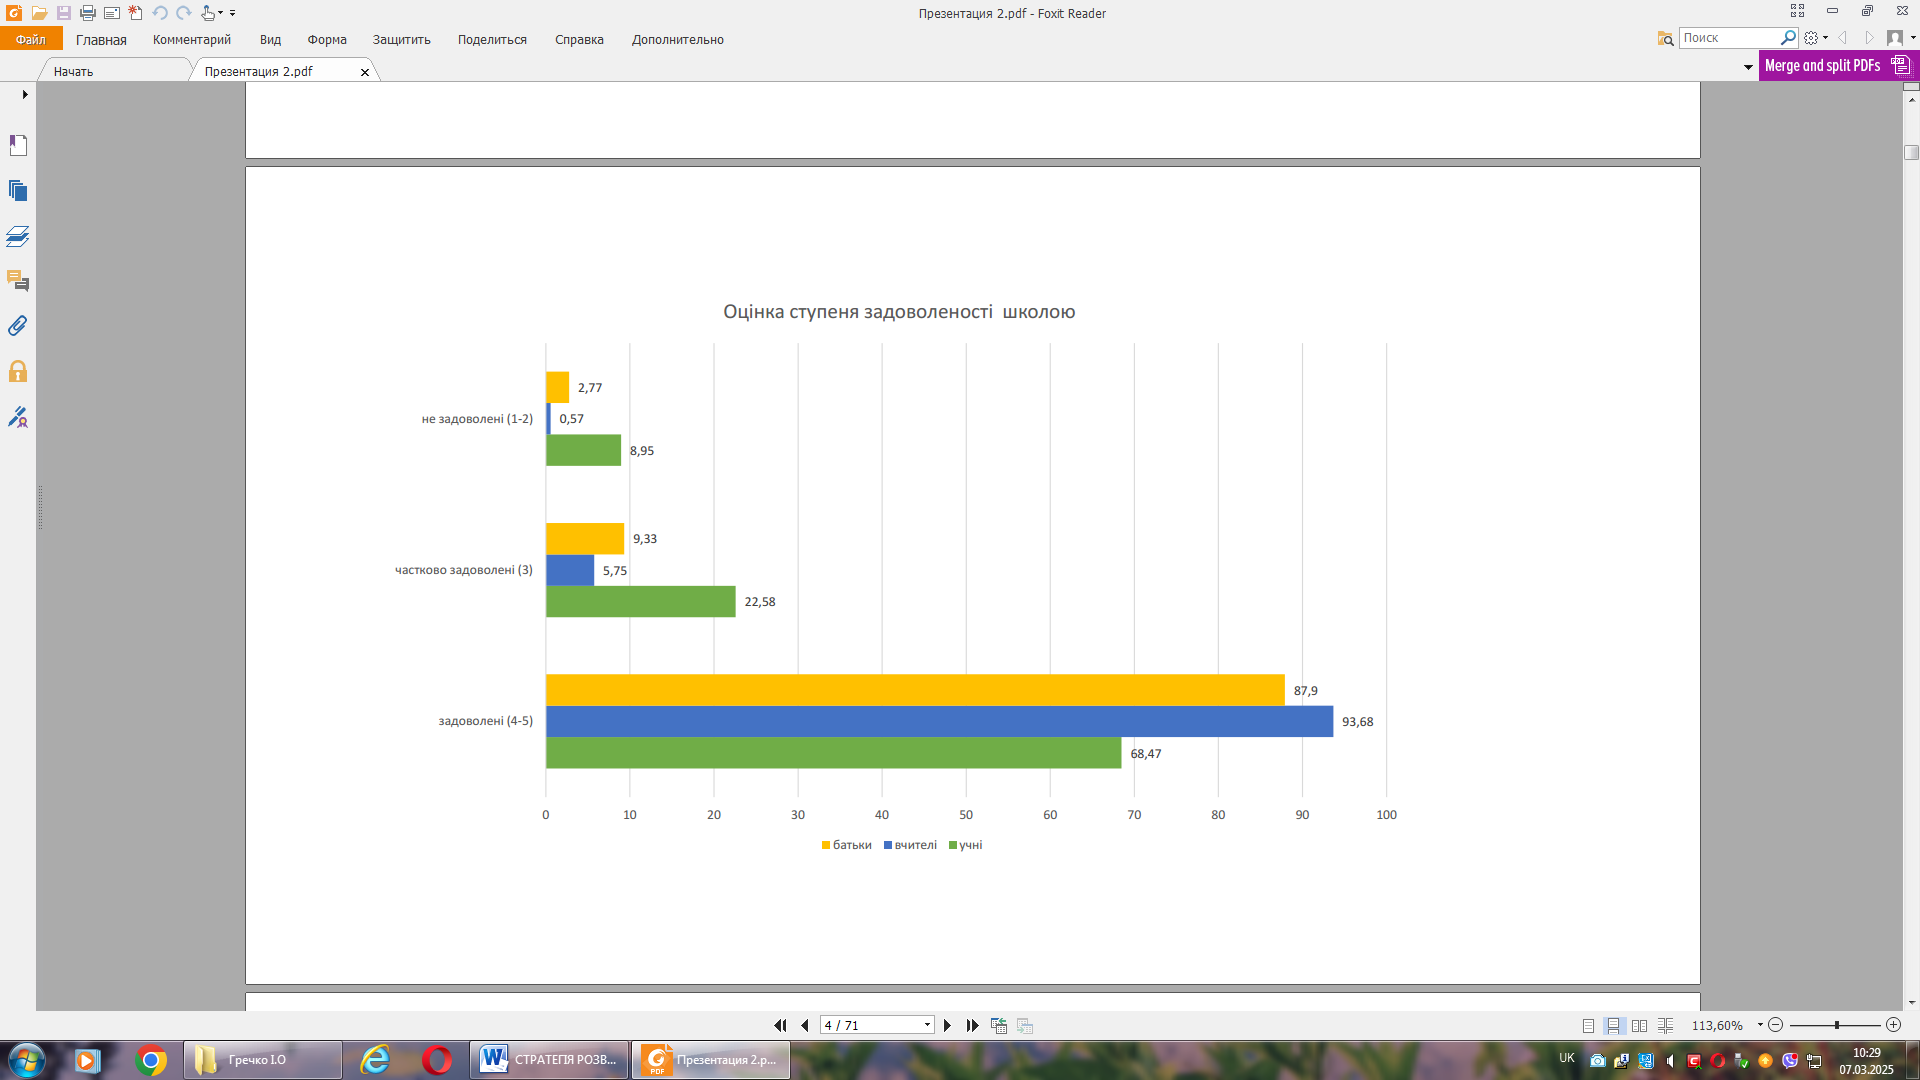 Презентация 2.pdf - Foxit Reader
Файл Главная Комментарий Вид Форма Защитить Поделиться Справка Дополнительно
Поиск
Начать Презентация 2.pdf
Merge and split PDFs
Оцінка ступеня задоволеності школою
2,77
не задоволені (1-2) 0,57
8,95
9,33
частково задоволені (3) 5,75
22,58
87,9
задоволені (4-5) 93,68
68,47
0 10 20 30 40 50 60 70 80 90 100
батьки вчителі учні
4 / 71
113,60%
Гречко І.О
СТРАТЕГІЯ РОЗВ...
Презентация 2.p...
UK
10:29
07.03.2025